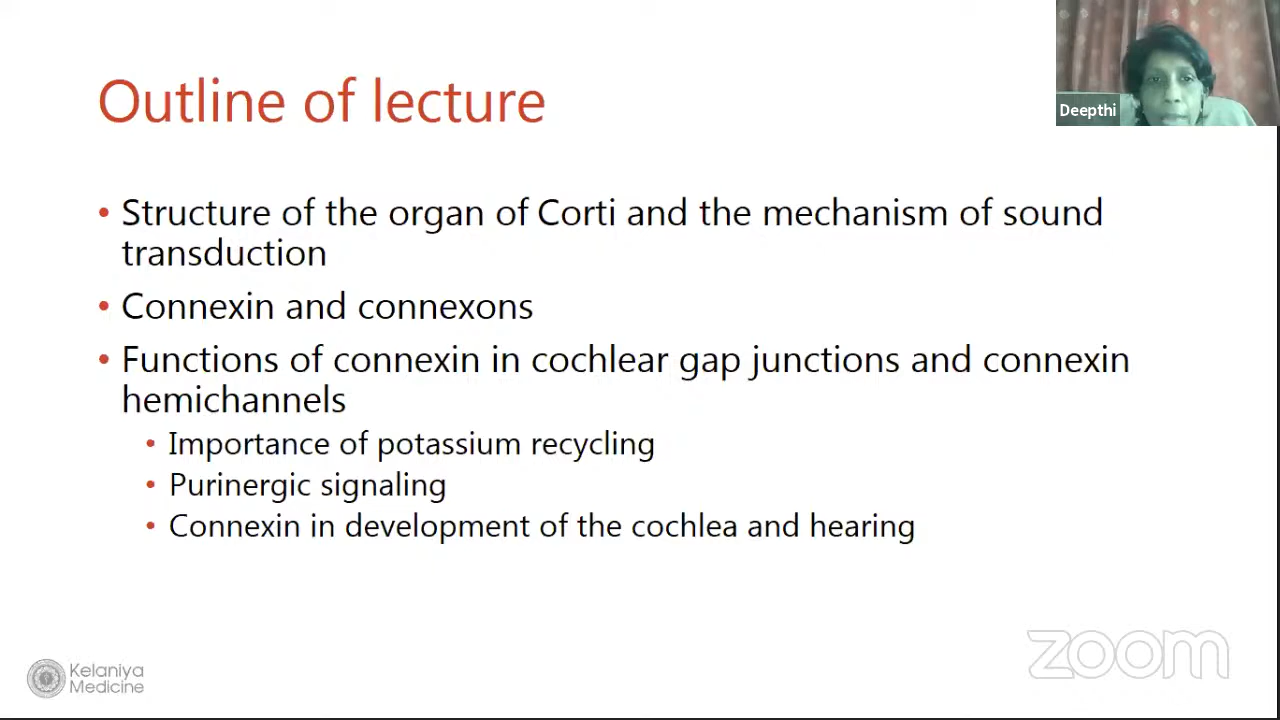 Outline of lecture
Deepthi
• Structure of the organ of Corti and the mechanism of sound
transduction
• Connexin and connexons
• Functions of connexin in cochlear gap junctions and connexin
hemichannels
• Importance of potassium recycling
• Purinergic signaling
• Connexin in development of the cochlea and hearing
Kelaniya
Medicine
zoom